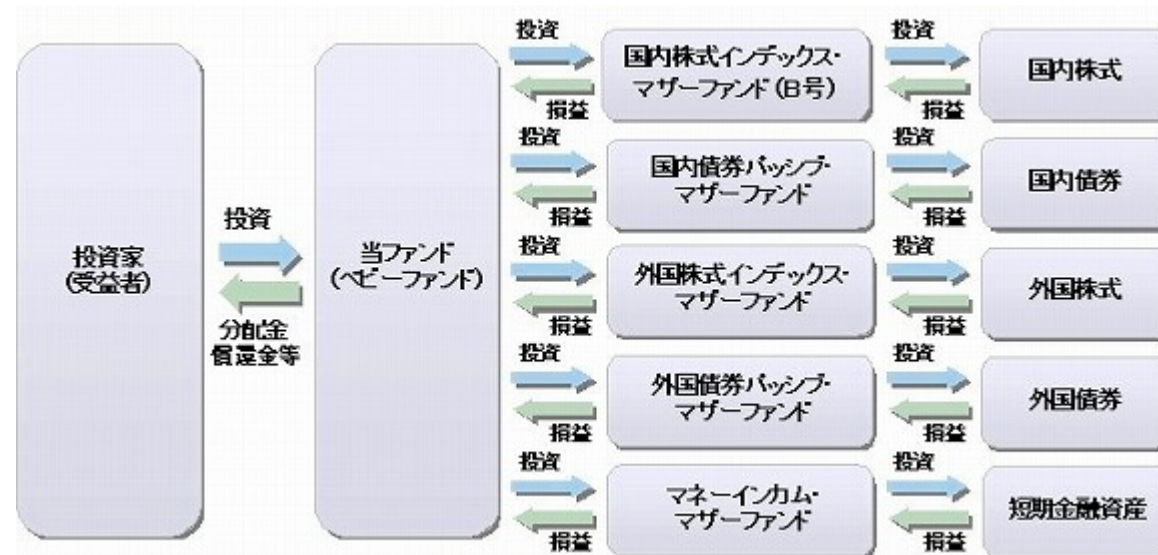 投資家
(受益者)
投資
分配金
償還金等
当ファンド
(ベビーファンド)
投資
損益
国内株式インデックス・
マザーファンド(B号)
投資
損益
国内株式
投資
損益
国内債券パッシブ・
マザーファンド
投資
損益
国内債券
投資
損益
外国株式インデックス・
マザーファンド
投資
損益
外国株式
投資
損益
外国債券パッシブ・
マザーファンド
投資
損益
外国債券
投資
損益
マネーインカム・
マザーファンド
投資
損益
短期金融資産